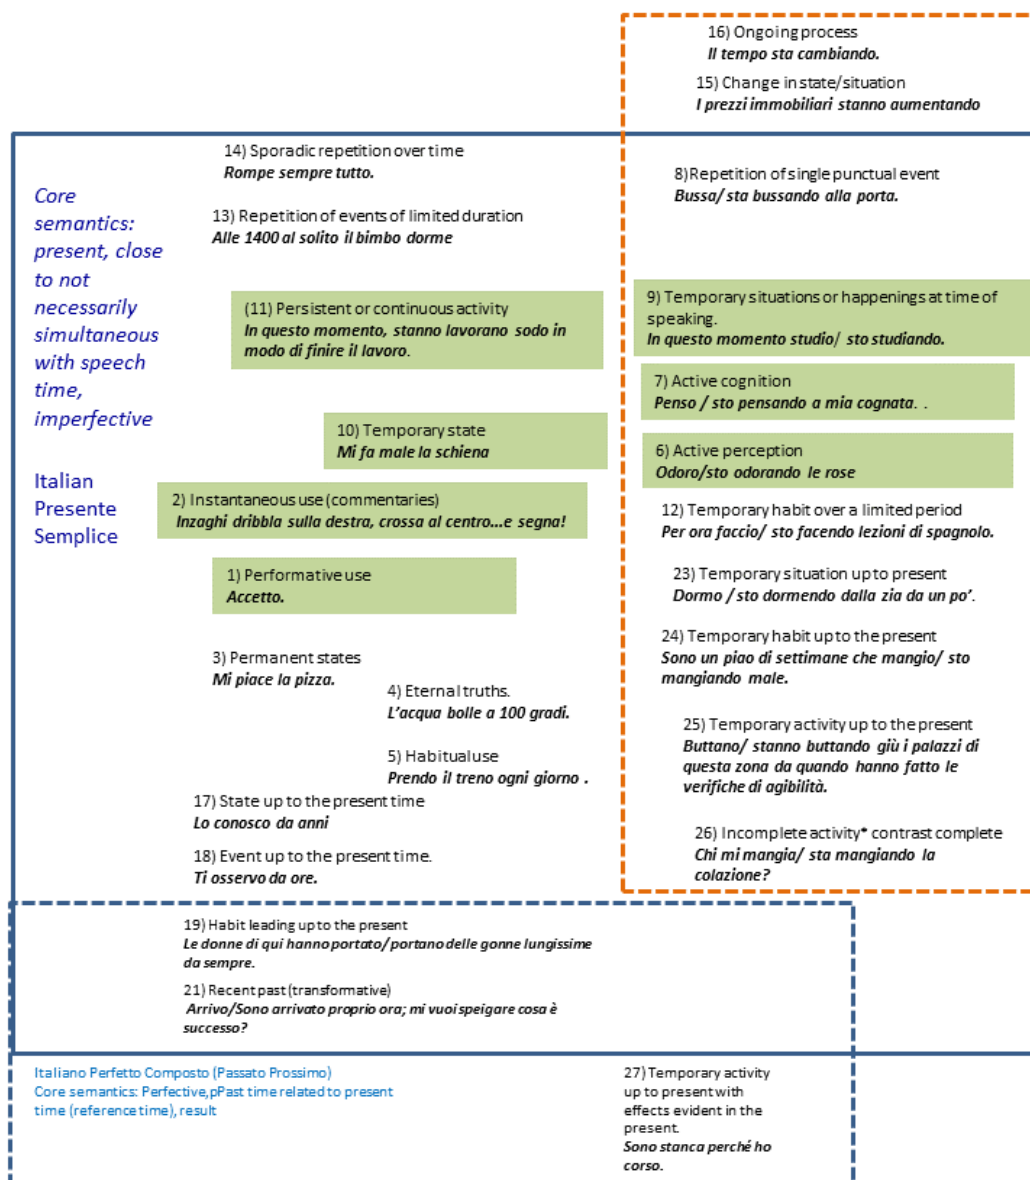 16) Ongoing process
Il tempo sta cambiando.
15) Change in state/situation
I prezzi immobiliari stanno aumentando
14) Sporadic repetition over time
Rompe sempre tutto.
13) Repetition of events of limited duration
Alle 1400 al solito il bimbo dorme
Core
semantics:
present, close
to not
necessarily
simultaneous
with speech
time,
imperfective
Italian
Presente
Semplice
(11) Persistent or continuous activity
In questo momento, stanno lavorano sodo in
modo di finire il lavoro.
10) Temporary state
Mi fa male la schiena
2) Instantaneous use (commentaries)
Inzaghi dribbla sulla destra, crossa al centro...e segna!
1) Performative use
Accetto.
3) Permanent states
Mi piace la pizza.
4) Eternal truths.
L'acqua bolle a 100 gradi.
5) Habitual use
Prendo il treno ogni giorno .
17) State up to the present time
Lo conosco da anni
18) Event up to the present time.
Ti osservo da ore.
8)Repetition of single punctual event
Bussa/ sta bussando alla porta.
9) Temporary situations or happenings at time of
speaking.
In questo momento studio/ sto studiando.
7) Active cognition
Penso / sto pensando a mia cognata. .
6) Active perception
Odoro/sto odorando le rose
12) Temporary habit over a limited period
Per ora faccio/ sto facendo lezioni di spagnolo.
23) Temporary situation up to present
Dormo / sto dormendo dalla zia da un po'.
24) Temporary habit up to the present
Sono un piao di settimane che mangio/ sto
mangiando male.
25) Temporary activity up to the present
Buttano/ stanno buttando giù i palazzi di
questa zona da quando hanno fatto le
verifiche di agibilità.
26) Incomplete activity* contrast complete
Chi mi mangia/ sta mangiando la
colazione?
19) Habit leading up to the present
Le donne di qui hanno portato/portano delle gonne lungissime
da sempre.
21) Recent past (transformative)
Arrivo/Sono arrivato proprio ora; mi vuoi speigare cosa è
successo?
Italiano Perfetto Composto (Passato Prossimo)
Core semantics: Perfective,pPast time related to present
time (reference time), result
27) Temporary activity
up to present with
effects evident in the
present.
Sono stanca perché ho
corso.